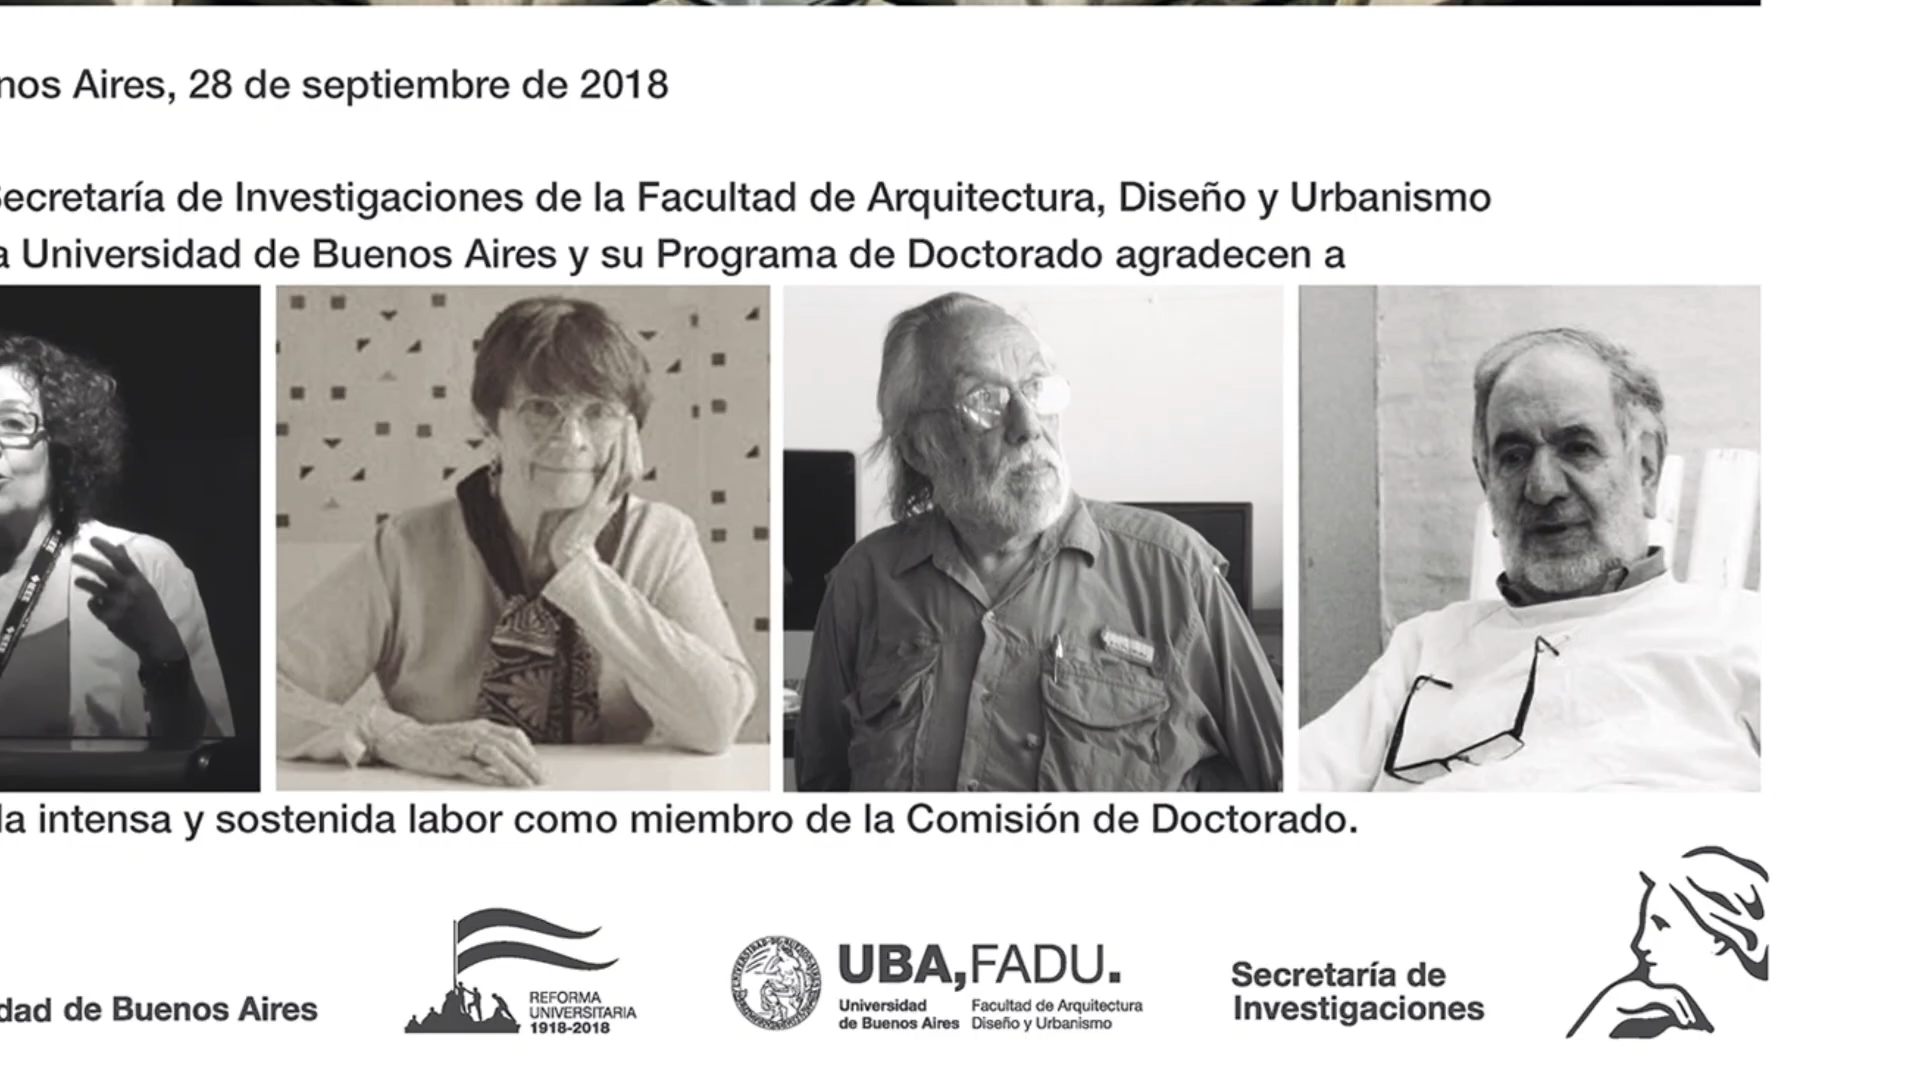 nos Aires, 28 de septiembre de 2018
Secretaría de Investigaciones de la Facultad de Arquitectura, Diseño y Urbanismo
a Universidad de Buenos Aires y su Programa de Doctorado agradecen a
la intensa y sostenida labor como miembro de la Comisión de Doctorado.
dad de Buenos Aires
REFORMA
UNIVERSITARIA
1918-2018
UBA,FADU.
Universidad
de Buenos Aires
Facultad de Arquitectura
Diseño y Urbanismo
Secretaría de
Investigaciones